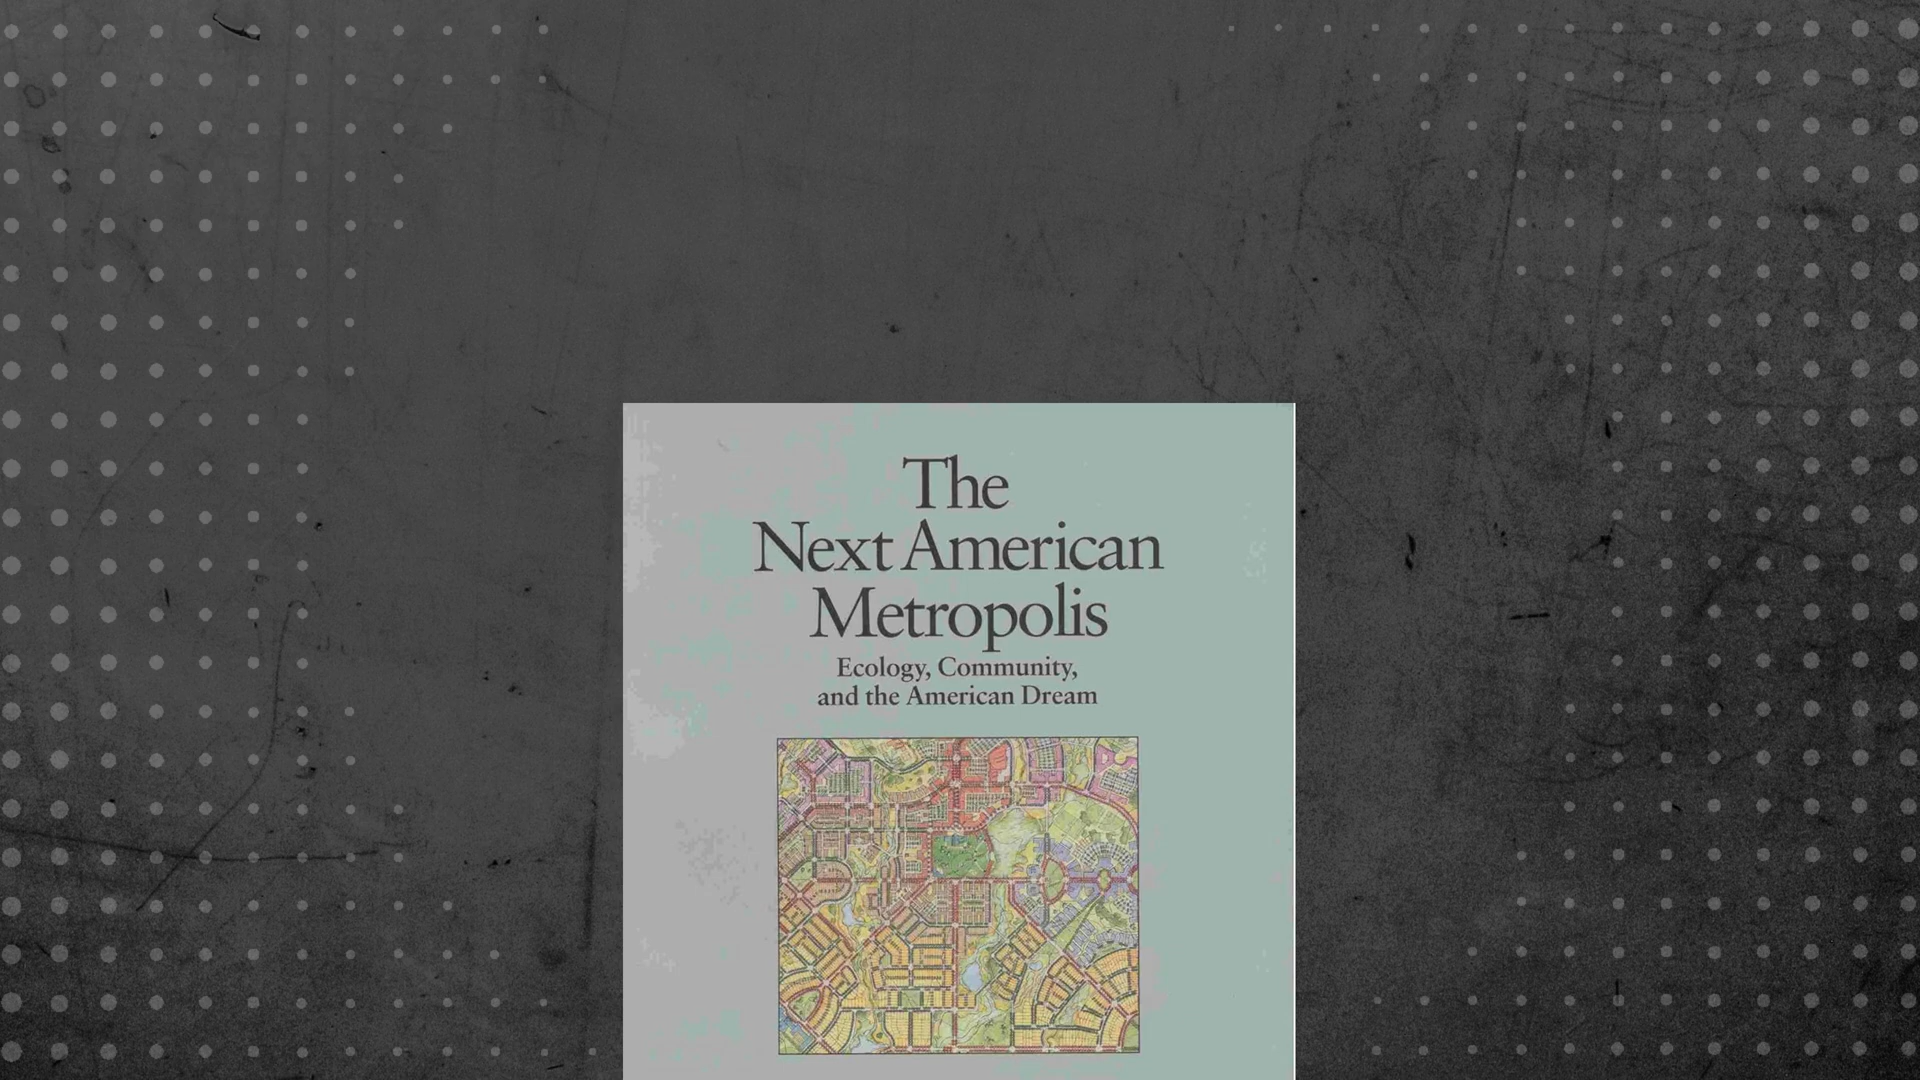 The
Next American
Metropolis
Ecology, Community,
and the American Dream